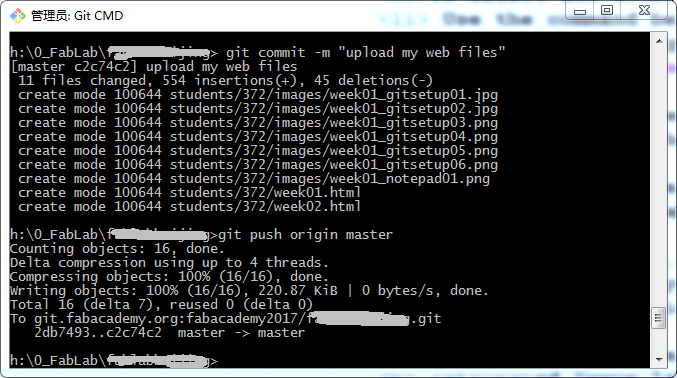 管理员: Git CMD
<li> Use the command be
h:\0_FabLab\ > git commit -m "upload my web files"
[master c2c74c2] upload my web files
 11 files changed, 554 insertions(+), 45 deletions(-)
 create mode 100644 students/372/images/week01_gitsetup01.jpg
 create mode 100644 students/372/images/week01_gitsetup02.jpg
 create mode 100644 students/372/images/week01_gitsetup03.png
 create mode 100644 students/372/images/week01_gitsetup04.png
 create mode 100644 students/372/images/week01_gitsetup05.png
 create mode 100644 students/372/images/week01_gitsetup06.png
 create mode 100644 students/372/images/week01_notepad01.png
 create mode 100644 students/372/week01.html
 create mode 100644 students/372/week02.html
h:\0_FabLab\ >git push origin master
Counting objects: 16, done.
Delta compression using up to 4 threads.
Compressing objects: 100% (16/16), done.
Writing objects: 100% (16/16), 220.87 KiB | 0 bytes/s, done.
Total 16 (delta 7), reused 0 (delta 0)
To git.fabacademy.org:fabacademy2017/ .git
   2db7493..c2c74c2  master -> master
h:\0_FabLab\ >